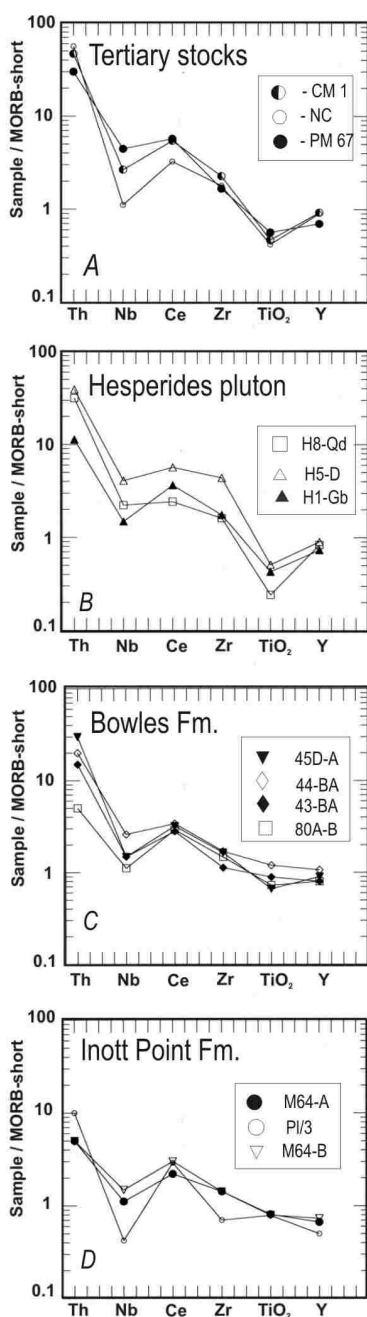 100
Tertiary stocks
- CM 1
- NC
- PM 67
10
1
0.1
Sample / MORB-short
A
Th Nb Ce Zr TiO₂ Y
100
Hesperides pluton
H8-Qd
H5-D
H1-Gb
10
1
0.1
Sample / MORB-short
B
Th Nb Ce Zr TiO₂ Y
100
Bowles Fm.
45D-A
44-BA
43-BA
80A-B
10
1
0.1
Sample / MORB-short
C
Th Nb Ce Zr TiO₂ Y
100
Inott Point Fm.
M64-A
PI/3
M64-B
10
1
0.1
Sample / MORB-short
D
Th Nb Ce Zr TiO₂ Y